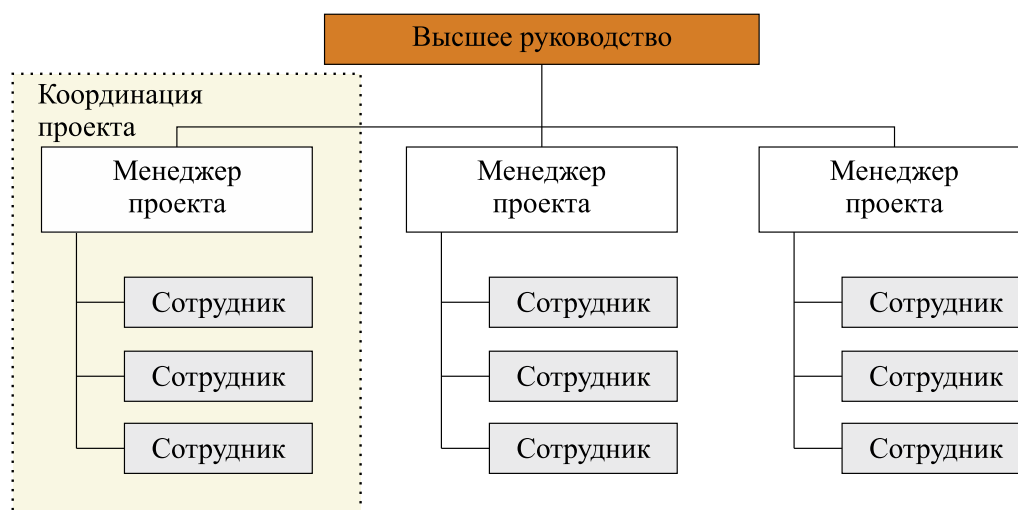 Высшее руководство
Координация
проекта
Менеджер
проекта
Менеджер
проекта
Менеджер
проекта
Сотрудник
Сотрудник
Сотрудник
Сотрудник
Сотрудник
Сотрудник
Сотрудник
Сотрудник
Сотрудник